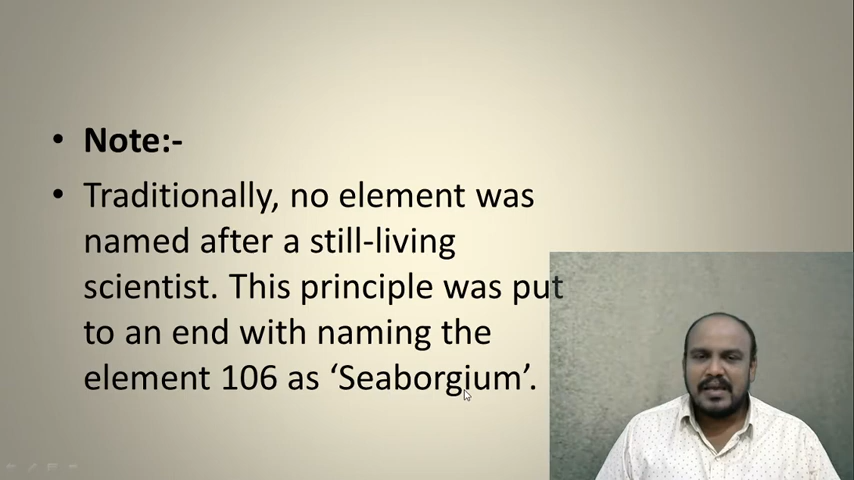 • Note:-
• Traditionally, no element was
named after a still-living
scientist. This principle was put
to an end with naming the
element 106 as ‘Seaborgium’.